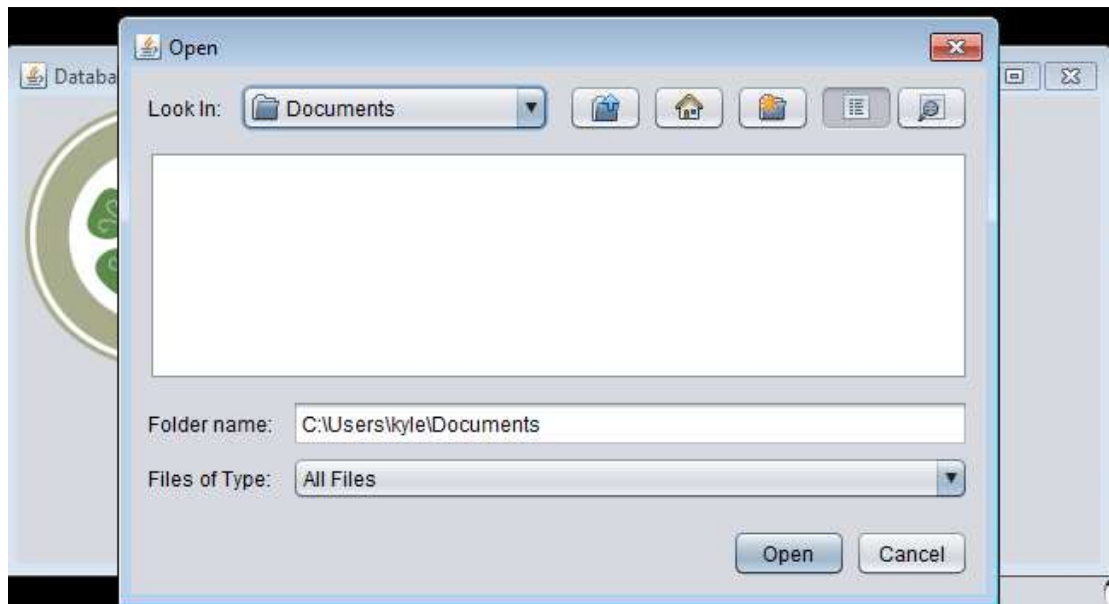 Open
Databa
Look In: Documents
Folder name: C:\Users\kyle\Documents
Files of Type: All Files
Open Cancel